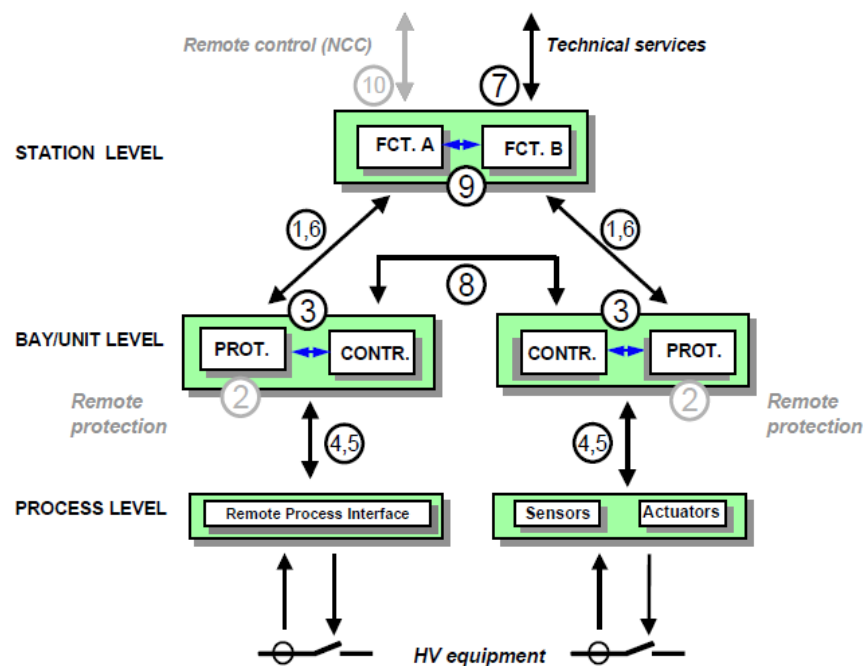 Remote control (NCC)
Technical services
10
7
STATION LEVEL
FCT. A
FCT. B
9
1,6
1,6
8
3
3
BAY/UNIT LEVEL
PROT.
CONTR.
CONTR.
PROT.
2
2
Remote
protection
Remote
protection
4,5
4,5
PROCESS LEVEL
Remote Process Interface
Sensors
Actuators
HV equipment